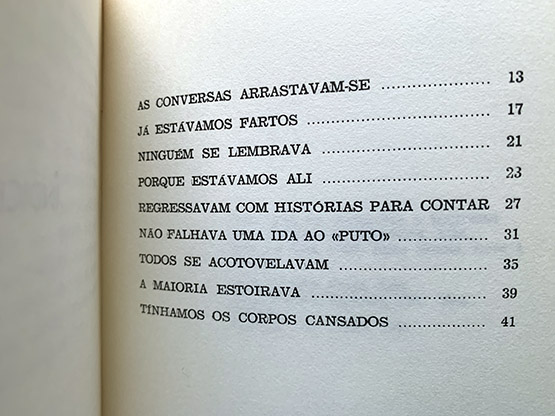 AS CONVERSAS ARRASTAVAM-SE .................... 13
JÁ ESTÁVAMOS FARTOS .................................. 17
NINGUÉM SE LEMBRAVA ............................... 21
PORQUE ESTÁVAMOS ALI ............................... 23
REGRESSAVAM COM HISTÓRIAS PARA CONTAR 27
NÃO FALHAVA UMA IDA AO «PUTO» ................ 31
TODOS SE ACOTOVELAVAM ........................... 35
A MAIORIA ESTOIRAVA ................................ 39
TÍNHAMOS OS CORPOS CANSADOS ................ 41